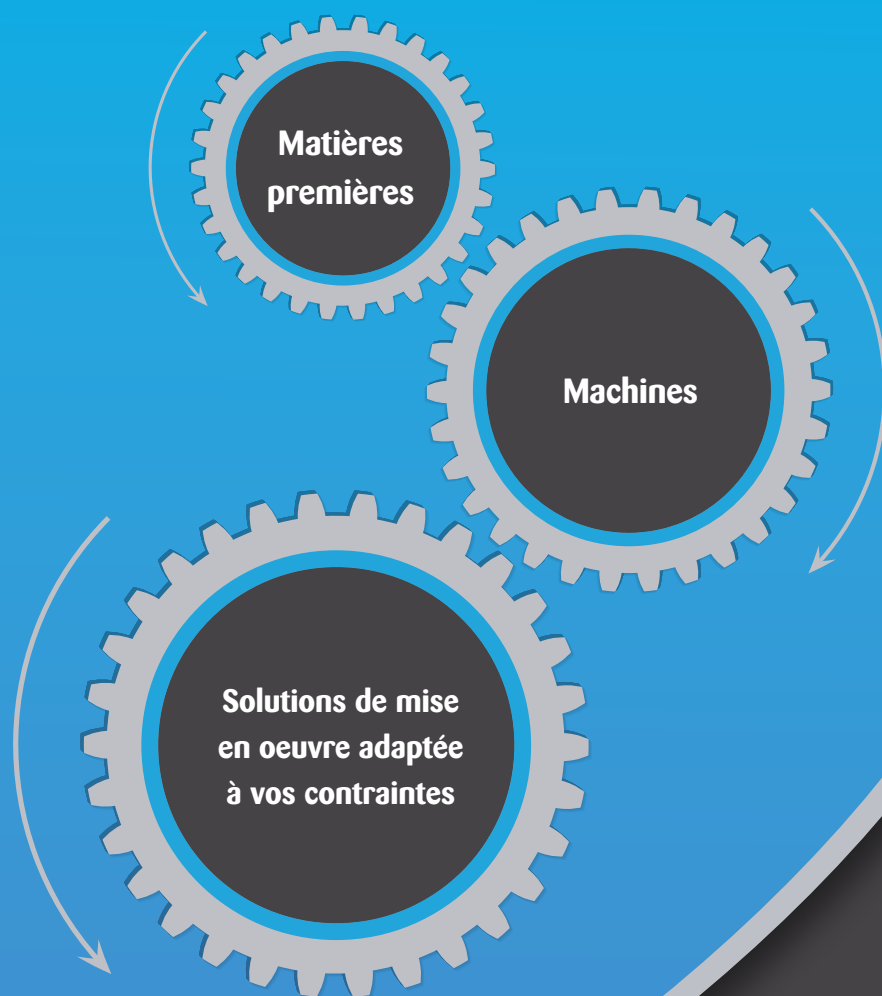 Matières
premières
Machines
Solutions de mise
en oeuvre adaptée
à vos contraintes